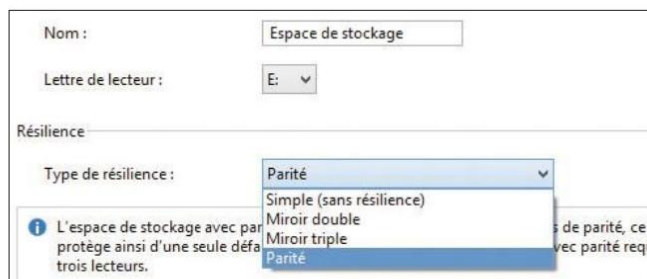 Nom :
Espace de stockage
Lettre de lecteur :
E:
Résilience
Type de résilience :
Parité
Simple (sans résilience)
Miroir double
Miroir triple
Parité
L'espace de stockage avec par s de parité, ce
protège ainsi d'une seule défa vec parité req
trois lecteurs.